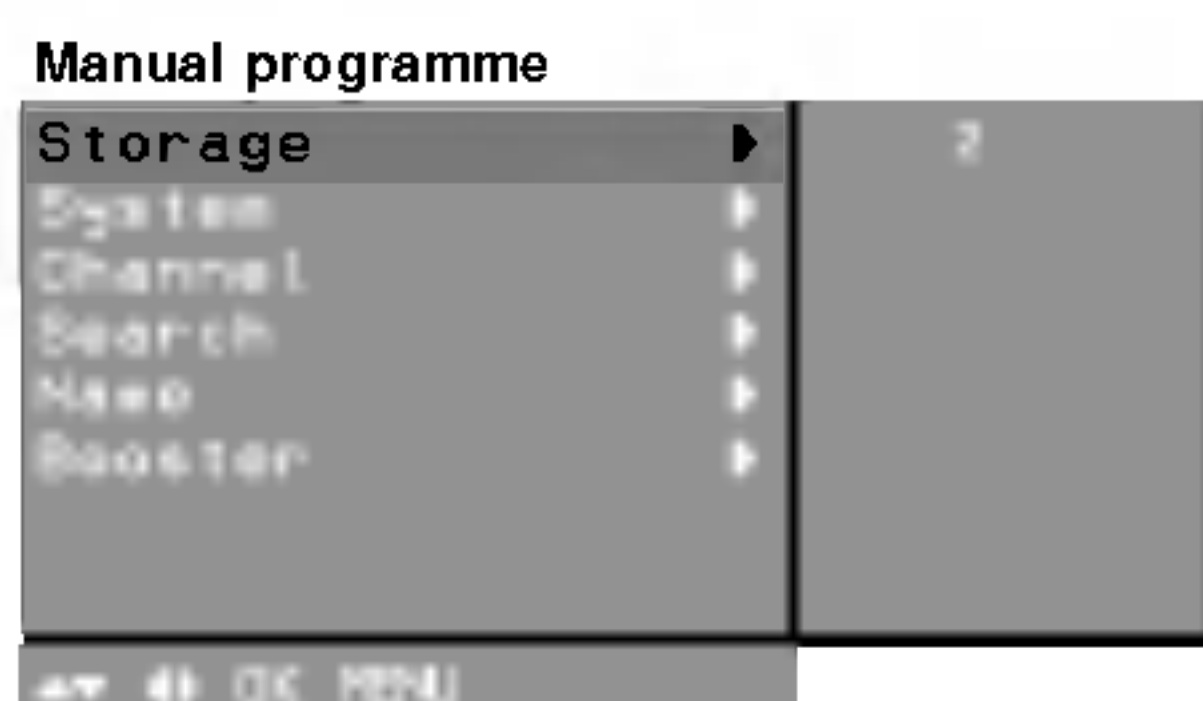 Manual programme
Storage
2
System
Channel
Search
Name
Booster
OK MENU